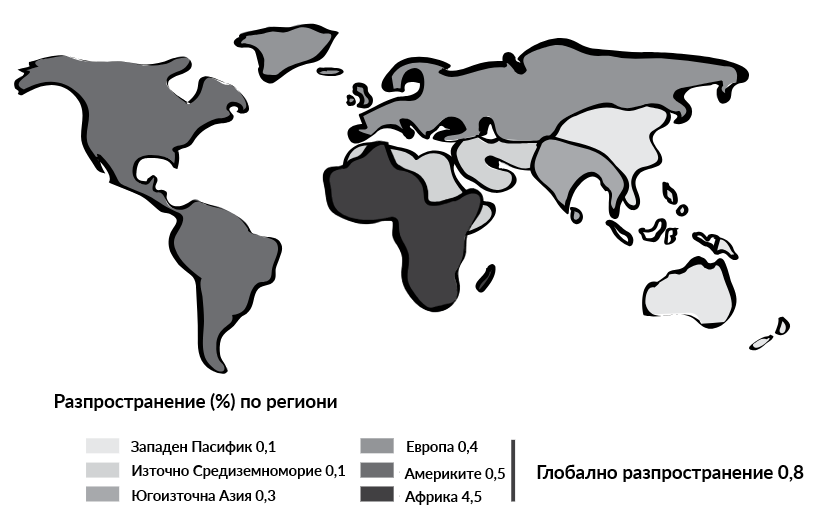 Разпространение (%) по региони
Западен Пасифик 0,1
Източно Средиземноморие 0,1
Югоизточна Азия 0,3
Европа 0,4
Америките 0,5
Африка 4,5
Глобално разпространение 0,8